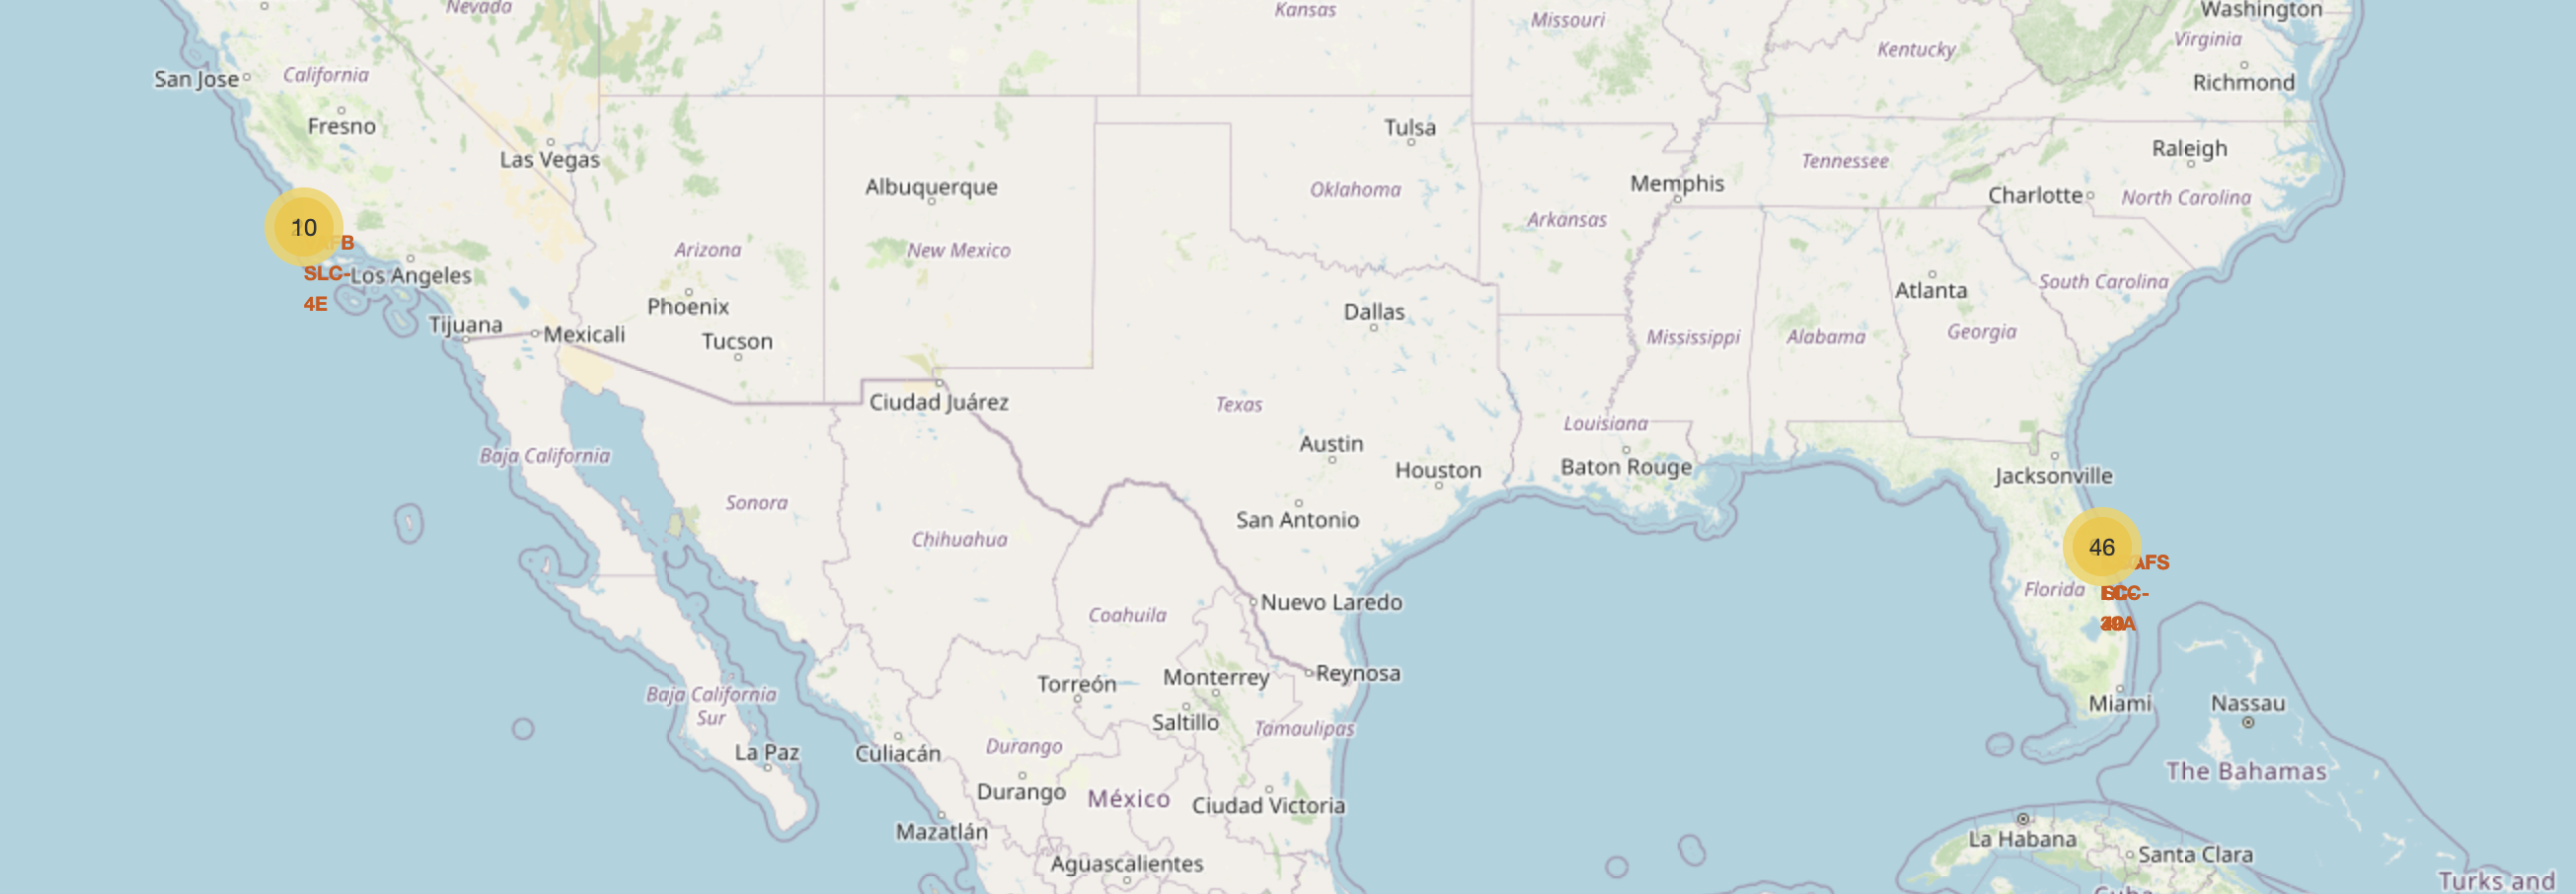 Nevada
Kansas
Missouri
Washington
Virginia
Kentucky
San Jose
California
Richmond
Fresno
Tulsa
Las Vegas
Raleigh
Tennessee
Albuquerque
Oklahoma
Memphis
Charlotte
North Carolina
Arkansas
10
FB
SLC-
4E
Arizona
New Mexico
Los Angeles
South Carolina
Atlanta
Phoenix
Dallas
Tijuana
Mexicali
Tucson
Mississippi
Alabama
Georgia
Ciudad Juárez
Texas
Louisiana
Austin
Baja California
Houston
Baton Rouge
Jacksonville
Sonora
San Antonio
Chihuahua
46
AFS
Florida
Nuevo Laredo
Coahuila
Reynosa
Torreón
Monterrey
Baja California
Sur
Saltillo
Tamaulipas
Miami
Nassau
La Paz
Culiacán
Durango
The Bahamas
Durango
México
Ciudad Victoria
Mazatlán
La Habana
Santa Clara
Aguascalientes
Turks and